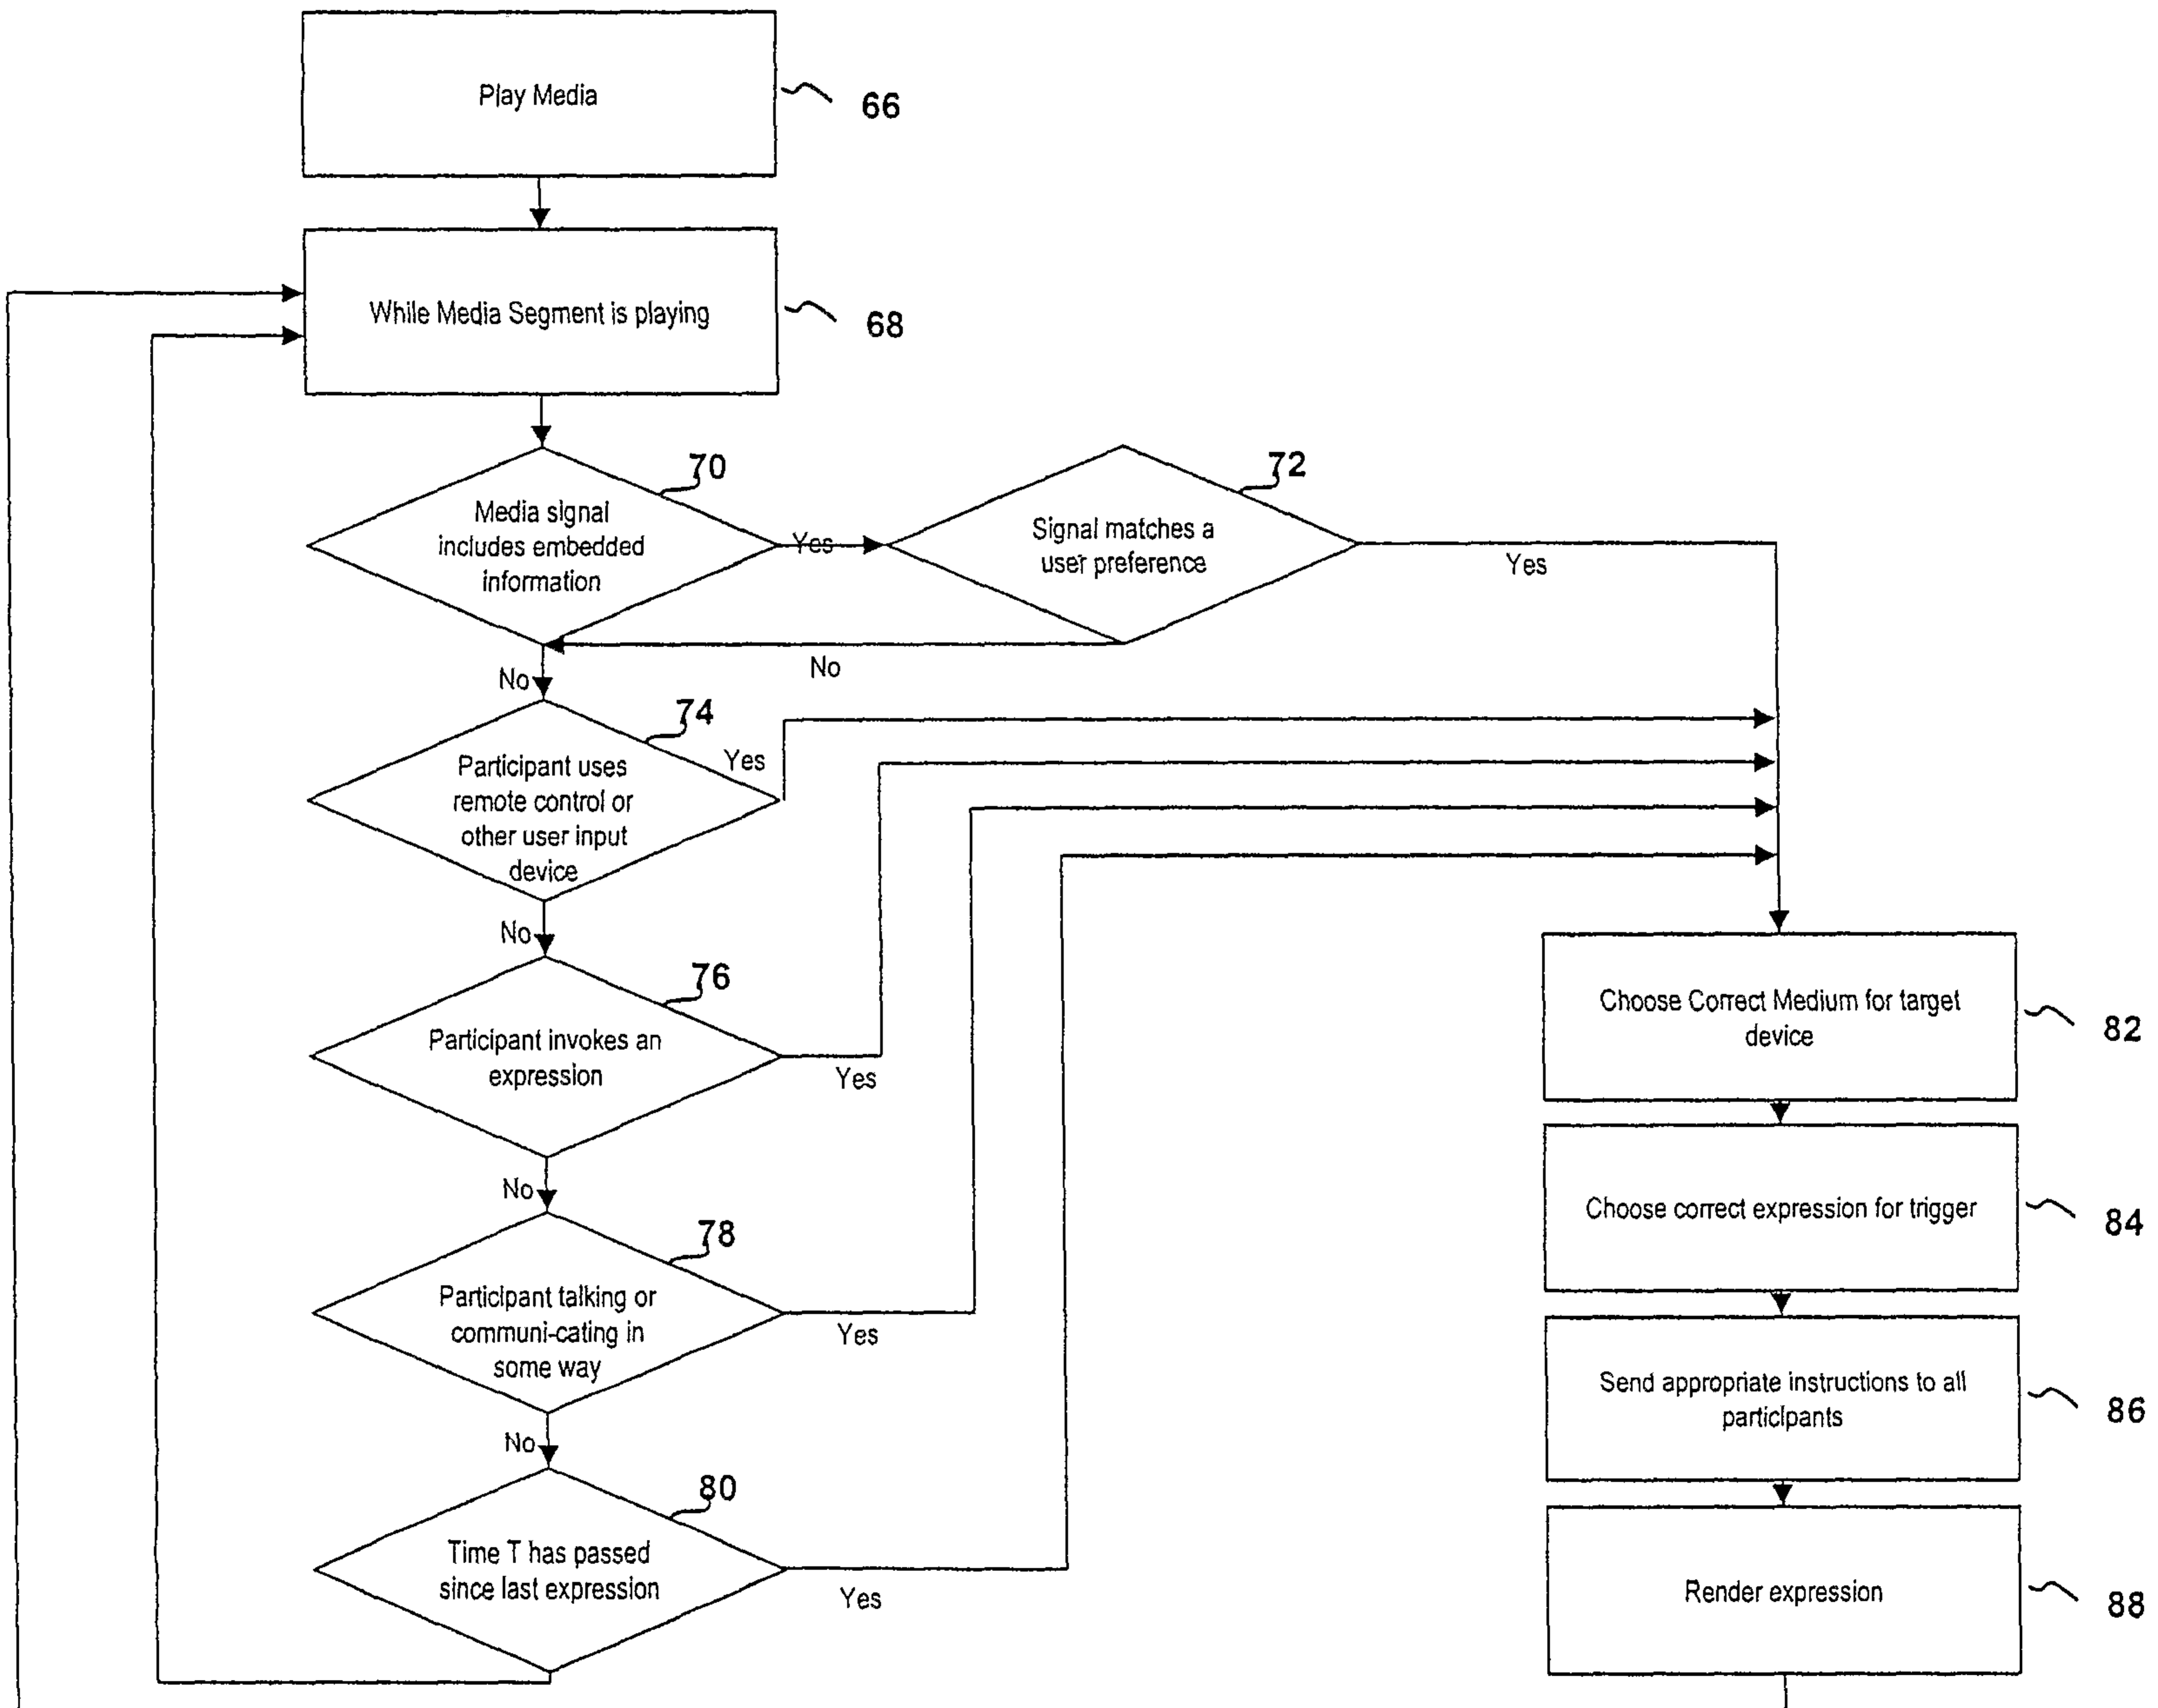 Play Media
66
While Media Segment is playing
68
70
Media signal
includes embedded
information
Yes
72
Signal matches a
user preference
Yes
No
No
74
Participant uses
remote control or
other user input
device
Yes
No
76
Participant invokes an
expression
Yes
No
78
Participant talking or
communi-cating in
some way
Yes
No
80
Time T has passed
since last expression
Yes
Choose Correct Medium for target
device
82
Choose correct expression for trigger
84
Send appropriate instructions to all
participants
86
Render expression
88